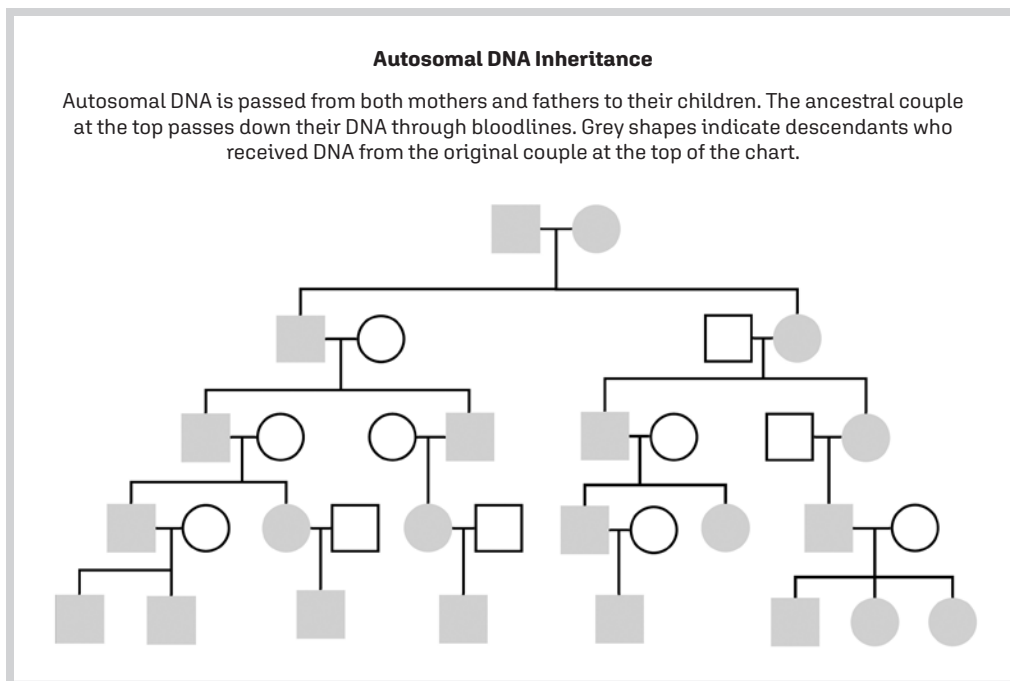 Autosomal DNA Inheritance
Autosomal DNA is passed from both mothers and fathers to their children. The ancestral couple
at the top passes down their DNA through bloodlines. Grey shapes indicate descendants who
received DNA from the original couple at the top of the chart.